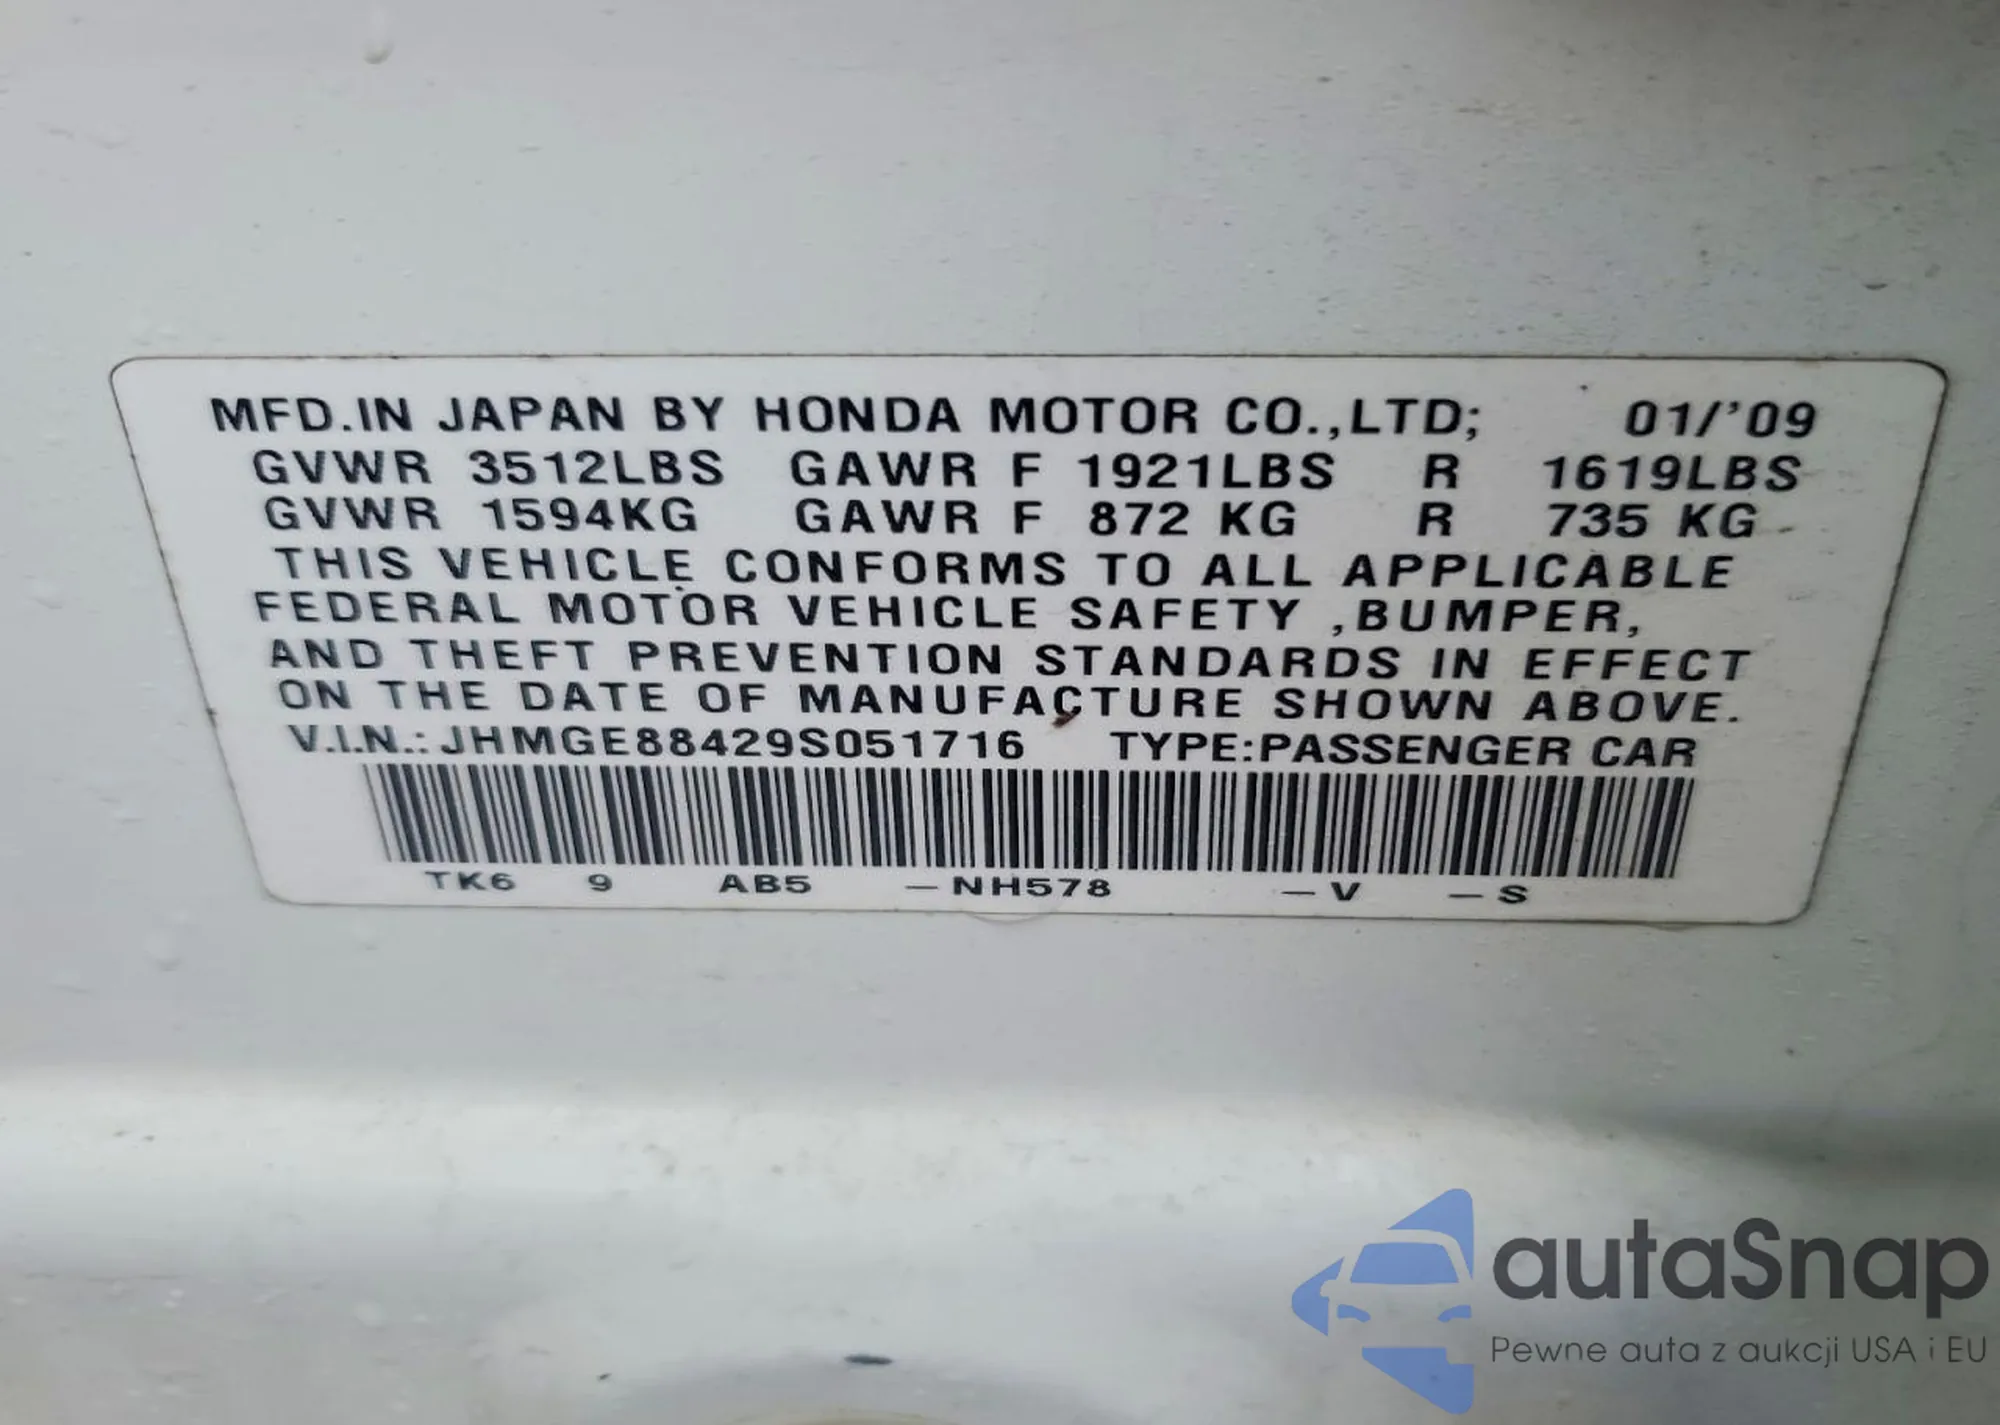 MFD.IN JAPAN BY HONDA MOTOR CO.,LTD; 01/'09
GVWR 3512LBS GAWR F 1921LBS R 1619LBS
GVWR 1594KG GAWR F 872 KG R 735 KG
THIS VEHICLE CONFORMS TO ALL APPLICABLE
FEDERAL MOTOR VEHICLE SAFETY ,BUMPER,
AND THEFT PREVENTION STANDARDS IN EFFECT
ON THE DATE OF MANUFACTURE SHOWN ABOVE.
V.I.N.: JHMGE88429S051716 TYPE:PASSENGER CAR
TK6 9 AB5 –NH578 –V –S
autaSnap
Pewne auta z aukcji USA i EU